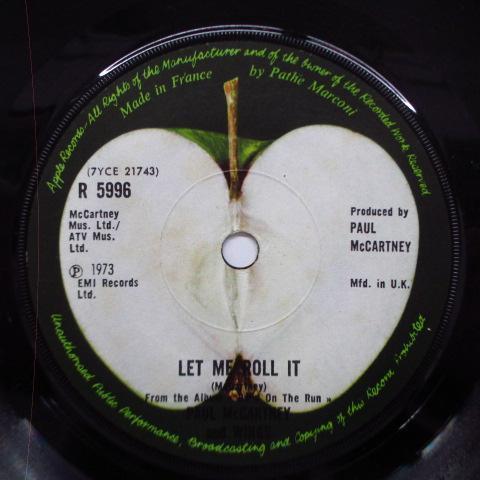 Apple Records-All Rights of the Manufacturer and of the Owner of the Recorded Work Reserved
Made in France by Pathé Marconi
(7YCE 21743)
R 5996
McCartney
Mus. Ltd./
ATV Mus.
Ltd.
Ⓟ 1973
EMI Records
Ltd.
Produced by
PAUL
McCARTNEY
Mfd. in U.K.
LET ME ROLL IT
(McCartney)
From the Album On The Run »
PAUL McCARTNEY
and WINGS
Unauthorised Public Performance, Broadcasting and Copying of this Record Prohibited